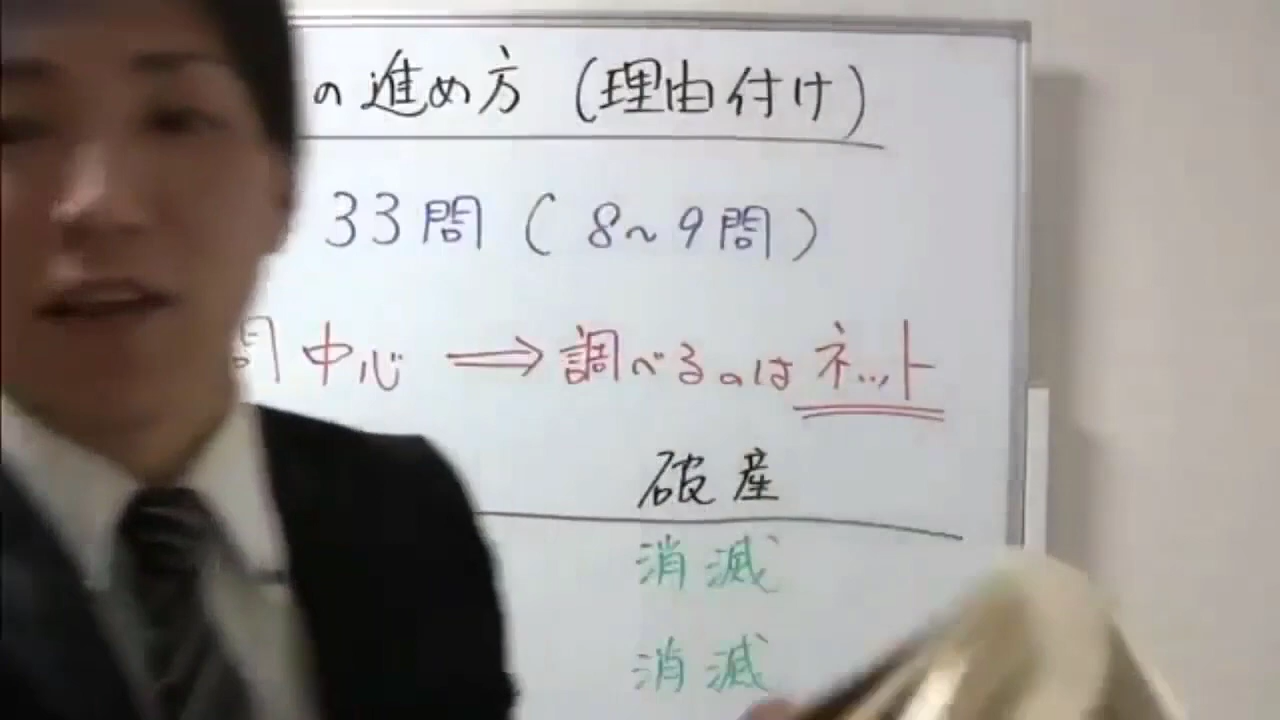 の進め方(理由付け)
33問(8～9問)
問中心 ⇒ 調べるのはネット
破産
消滅
消滅